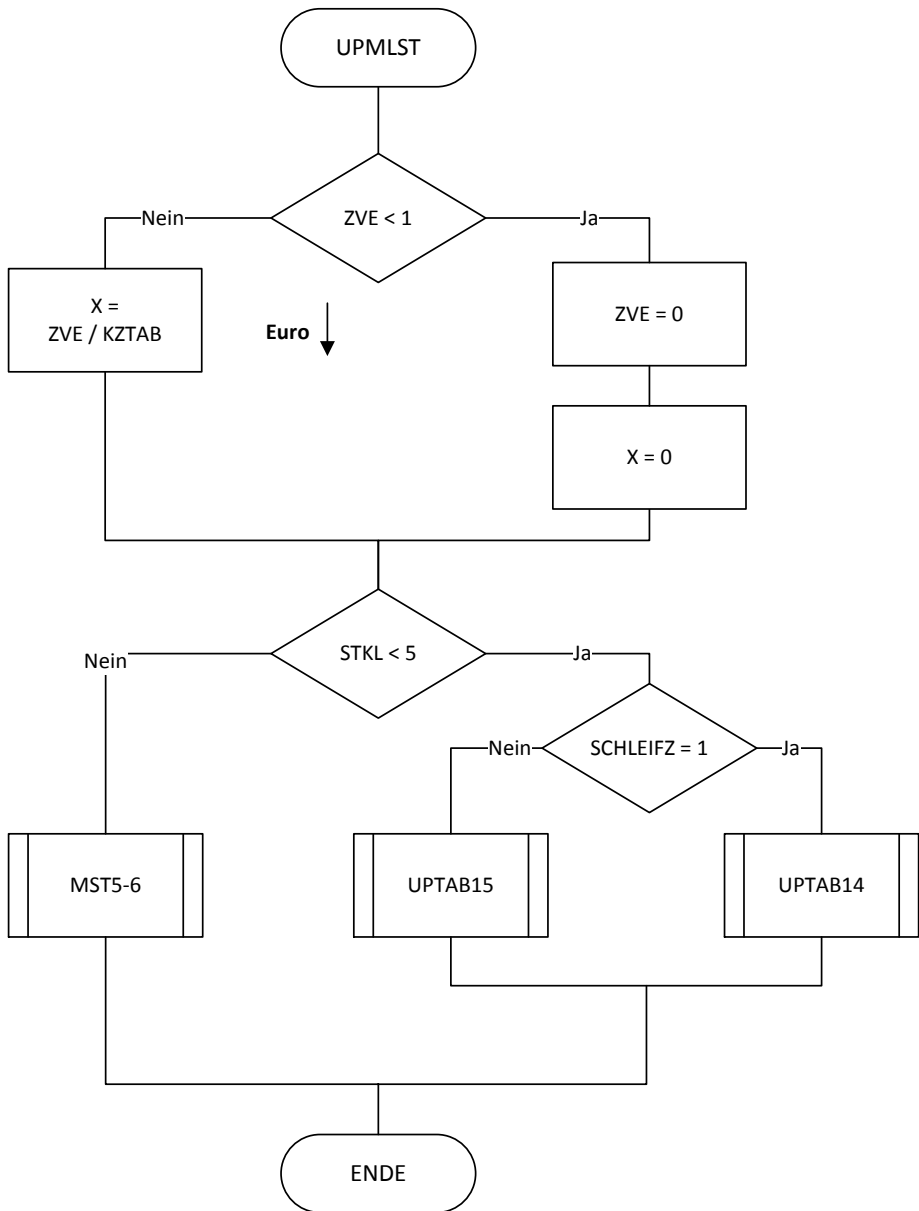 UPMLST
ZVE < 1
Nein
Ja
X =
ZVE / KZTAB
Euro
ZVE = 0
X = 0
STKL < 5
Nein
Ja
SCHLEIFZ = 1
Nein
Ja
MST5-6
UPTAB15
UPTAB14
ENDE